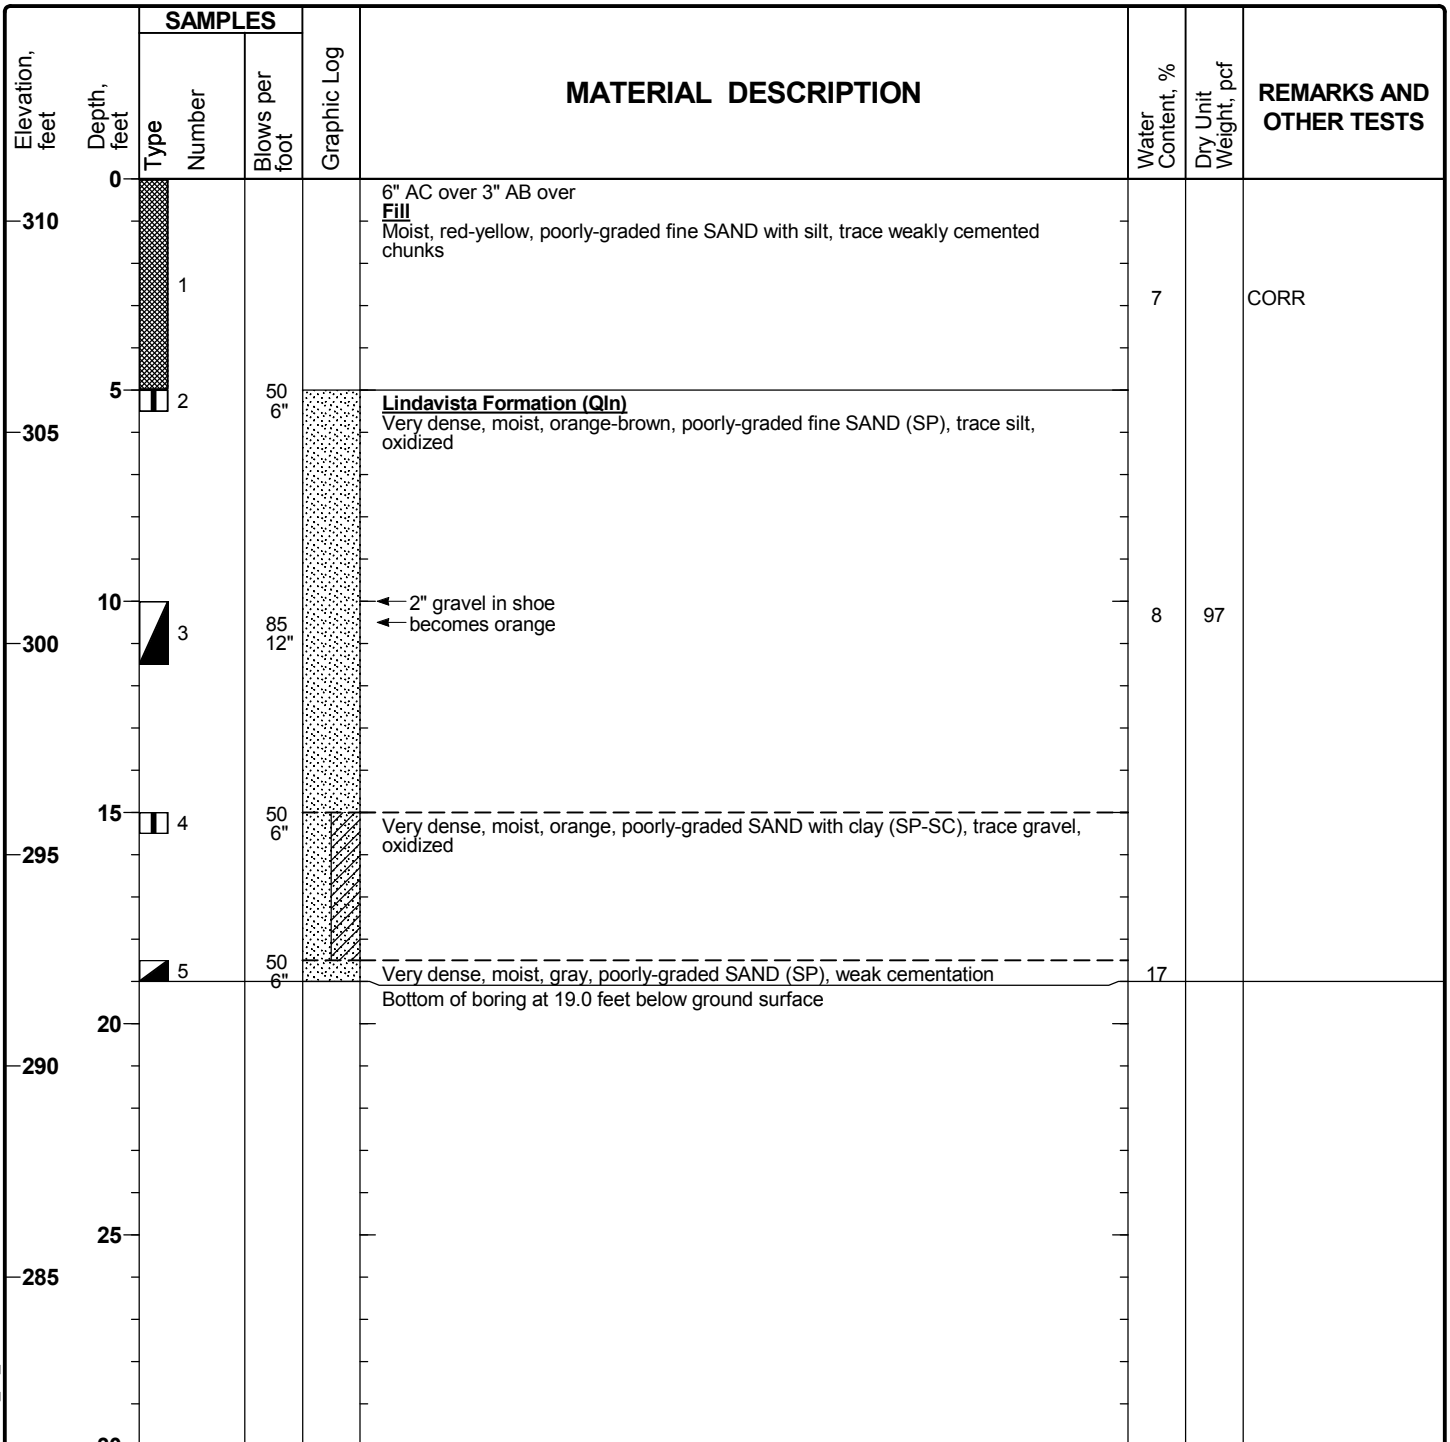 SAMPLES
Elevation, feet
Depth, feet
Type
Number
Blows per foot
Graphic Log
MATERIAL DESCRIPTION
Water Content, %
Dry Unit Weight, pcf
REMARKS AND
OTHER TESTS
0
6" AC over 3" AB over
310
Fill
Moist, red-yellow, poorly-graded fine SAND with silt, trace weakly cemented
chunks
1
7
CORR
5
2
50
6"
Lindavista Formation (Qln)
Very dense, moist, orange-brown, poorly-graded fine SAND (SP), trace silt,
oxidized
305
10
2" gravel in shoe
3
85
12"
becomes orange
8
97
300
15
4
50
6"
Very dense, moist, orange, poorly-graded SAND with clay (SP-SC), trace gravel,
oxidized
295
5
50
6"
Very dense, moist, gray, poorly-graded SAND (SP), weak cementation
17
Bottom of boring at 19.0 feet below ground surface
20
290
25
285